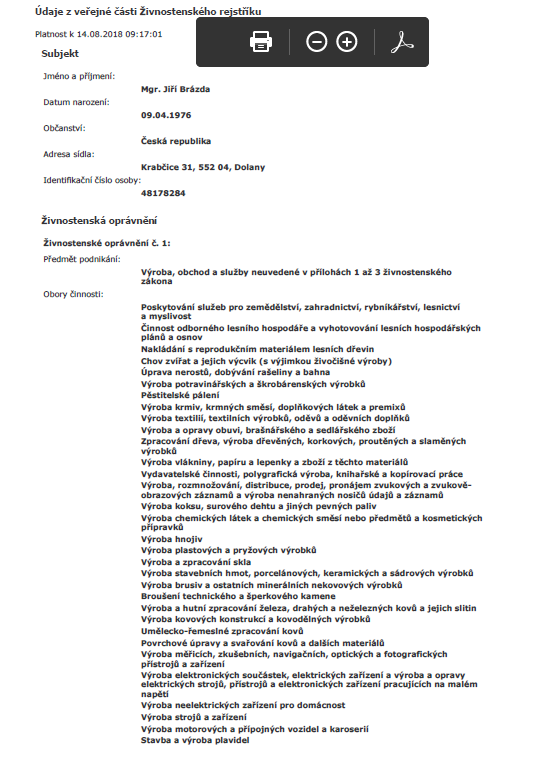 Údaje z veřejné části Živnostenského rejstříku
Platnost k 14.08.2018 09:17:01
Subjekt
Jméno a příjmení:
Mgr. Jiří Brázda
Datum narození:
09.04.1976
Občanství:
Česká republika
Adresa sídla:
Krabčice 31, 552 04, Dolany
Identifikační číslo osoby:
48178284
Živnostenská oprávnění
Živnostenské oprávnění č. 1:
Předmět podnikání:
Výroba, obchod a služby neuvedené v přílohách 1 až 3 živnostenského
zákona
Obory činnosti:
Poskytování služeb pro zemědělství, zahradnictví, rybníkářství, lesnictví
a myslivost
Činnost odborného lesního hospodáře a vyhotovování lesních hospodářských
plánů a osnov
Nakládání s reprodukčním materiálem lesních dřevin
Chov zvířat a jejich výcvik (s výjimkou živočišné výroby)
Úprava nerostů, dobývání rašeliny a bahna
Výroba potravinářských a škrobárenských výrobků
Pěstitelské pálení
Výroba krmiv, krmných směsí, doplňkových látek a premixů
Výroba textilií, textilních výrobků, oděvů a oděvních doplňků
Výroba a opravy obuvi, brašnářského a sedlářského zboží
Zpracování dřeva, výroba dřevěných, korkových, proutěných a slaměných
výrobků
Výroba vlákniny, papíru a lepenky a zboží z těchto materiálů
Vydavatelské činnosti, polygrafická výroba, knihařské a kopírovací práce
Výroba, rozmnožování, distribuce, prodej, pronájem zvukových a zvukově-
obrazových záznamů a výroba nenahraných nosičů údajů a záznamů
Výroba koksu, surového dehtu a jiných pevných paliv
Výroba chemických látek a chemických směsí nebo předmětů a kosmetických
přípravků
Výroba hnojiv
Výroba plastových a pryžových výrobků
Výroba a zpracování skla
Výroba stavebních hmot, porcelánových, keramických a sádrových výrobků
Výroba brusiv a ostatních minerálních nekovových výrobků
Broušení technického a šperkového kamene
Výroba a hutní zpracování železa, drahých a neželezných kovů a jejich slitin
Výroba kovových konstrukcí a kovodělných výrobků
Umělecko-řemeslné zpracování kovů
Povrchové úpravy a svařování kovů a dalších materiálů
Výroba měřicích, zkušebních, navigačních, optických a fotografických
přístrojů a zařízení
Výroba elektronických součástek, elektrických zařízení a výroba a opravy
elektrických strojů, přístrojů a elektronických zařízení pracujících na malém
napětí
Výroba neelektrických zařízení pro domácnost
Výroba strojů a zařízení
Výroba motorových a přípojných vozidel a karoserií
Stavba a výroba plavidel